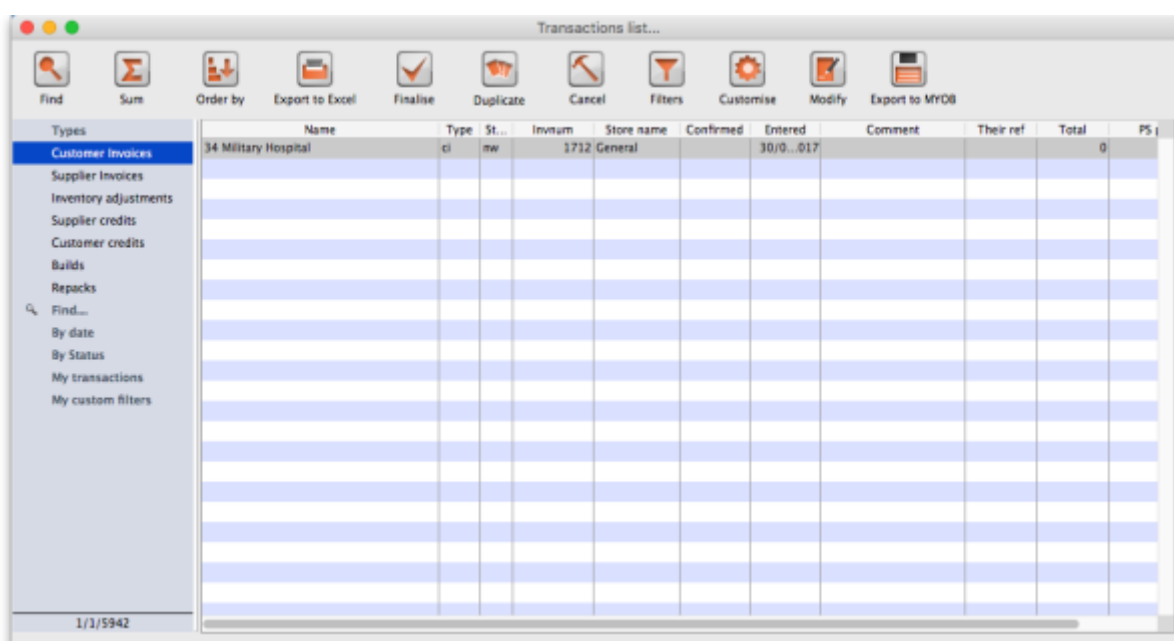 Transactions list...
Find Sum Order by Export to Excel Finalise Duplicate Cancel Filters Customise Modify Export to MYOB
Types
Customer Invoices
Supplier Invoices
Inventory adjustments
Supplier credits
Customer credits
Builds
Repacks
Find...
By date
By Status
My transactions
My custom filters
1/1/5942
Name Type St... Invnum Store name Confirmed Entered Comment Their ref Total PS
34 Military Hospital ci nw 1712 General 30/0...017 0